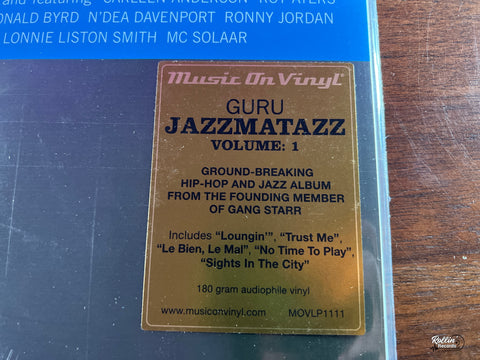 and featuring CARLEEN ANDERSON ROY AYERS
DONALD BYRD N'DEA DAVENPORT RONNY JORDAN
LONNIE LISTON SMITH MC SOLAAR
Music On Vinyl
GURU
JAZZMATAZZ
VOLUME: 1
GROUND-BREAKING
HIP-HOP AND JAZZ ALBUM
FROM THE FOUNDING MEMBER
OF GANG STARR
Includes “Loungin’”, “Trust Me”,
“Le Bien, Le Mal”, “No Time To Play”,
“Sights In The City”
180 gram audiophile vinyl
www.musiconvinyl.com MOVLP1111
Rollin'
Records